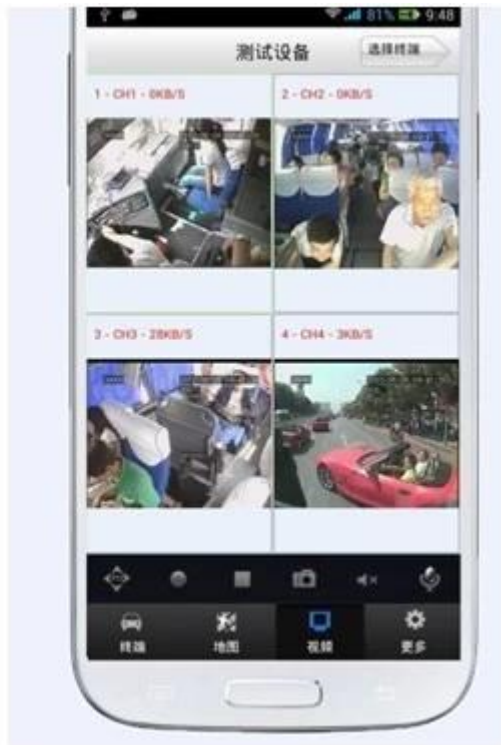 81% 9:48
测试设备 选择终端
1 - CH1 - 0KB/S 2 - CH2 - 0KB/S
3 - CH3 - 28KB/S 4 - CH4 - 3KB/S
终端 地图 视频 更多